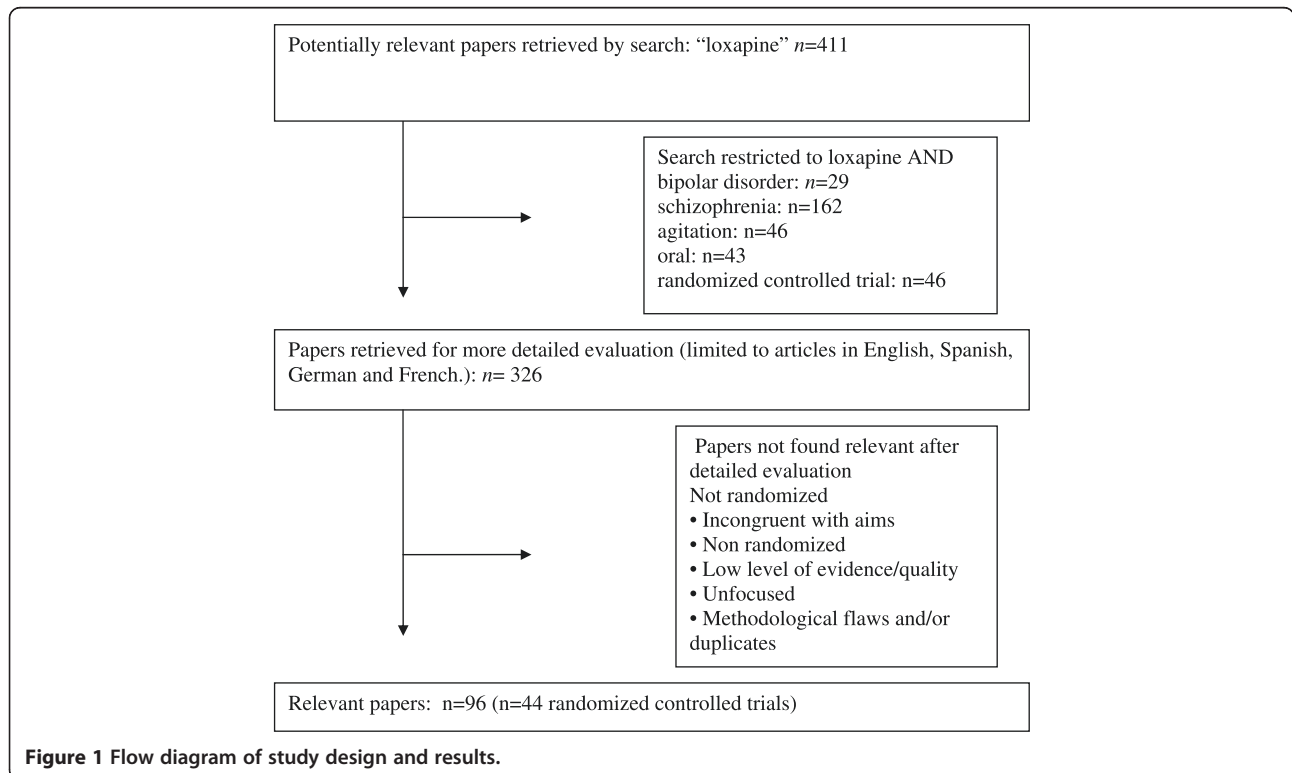 Potentially relevant papers retrieved by search: “loxapine” n=411
Search restricted to loxapine AND
bipolar disorder: n=29
schizophrenia: n=162
agitation: n=46
oral: n=43
randomized controlled trial: n=46
Papers retrieved for more detailed evaluation (limited to articles in English, Spanish,
German and French.): n= 326
Papers not found relevant after
detailed evaluation
Not randomized
• Incongruent with aims
• Non randomized
• Low level of evidence/quality
• Unfocused
• Methodological flaws and/or
duplicates
Relevant papers: n=96 (n=44 randomized controlled trials)
Figure 1 Flow diagram of study design and results.